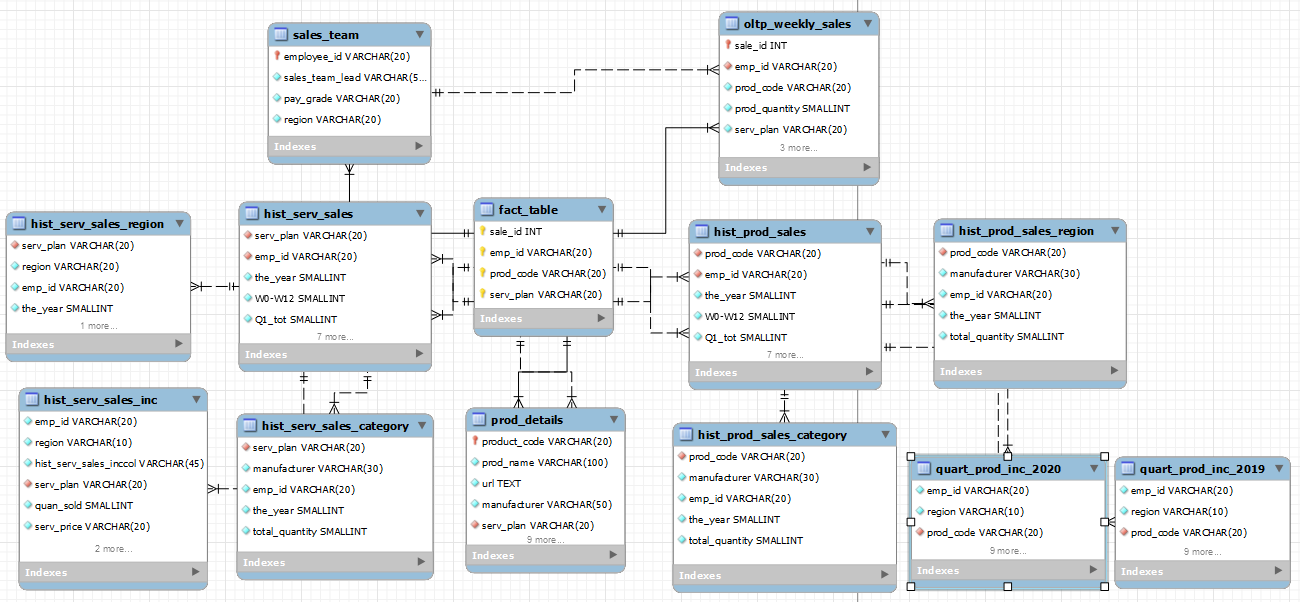 sales_team
employee_id VARCHAR(20)
sales_team_lead VARCHAR(5...
pay_grade VARCHAR(20)
region VARCHAR(20)
Indexes
oltp_weekly_sales
sale_id INT
emp_id VARCHAR(20)
prod_code VARCHAR(20)
prod_quantity SMALLINT
serv_plan VARCHAR(20)
3 more...
Indexes
hist_serv_sales_region
serv_plan VARCHAR(20)
region VARCHAR(20)
emp_id VARCHAR(20)
the_year SMALLINT
1 more...
Indexes
hist_serv_sales
serv_plan VARCHAR(20)
emp_id VARCHAR(20)
the_year SMALLINT
W0-W12 SMALLINT
Q1_tot SMALLINT
7 more...
Indexes
fact_table
sale_id INT
emp_id VARCHAR(20)
prod_code VARCHAR(20)
serv_plan VARCHAR(20)
Indexes
hist_prod_sales
prod_code VARCHAR(20)
emp_id VARCHAR(20)
the_year SMALLINT
W0-W12 SMALLINT
Q1_tot SMALLINT
7 more...
Indexes
hist_prod_sales_region
prod_code VARCHAR(20)
manufacturer VARCHAR(30)
emp_id VARCHAR(20)
the_year SMALLINT
total_quantity SMALLINT
Indexes
hist_serv_sales_inc
emp_id VARCHAR(20)
region VARCHAR(10)
hist_serv_sales_inccol VARCHAR(45)
serv_plan VARCHAR(20)
quan_sold SMALLINT
serv_price VARCHAR(20)
2 more...
Indexes
hist_serv_sales_category
serv_plan VARCHAR(20)
manufacturer VARCHAR(30)
emp_id VARCHAR(20)
the_year SMALLINT
total_quantity SMALLINT
Indexes
prod_details
product_code VARCHAR(20)
prod_name VARCHAR(100)
url TEXT
manufacturer VARCHAR(50)
serv_plan VARCHAR(20)
9 more...
Indexes
hist_prod_sales_category
prod_code VARCHAR(20)
manufacturer VARCHAR(30)
emp_id VARCHAR(20)
the_year SMALLINT
total_quantity SMALLINT
Indexes
quart_prod_inc_2020
emp_id VARCHAR(20)
region VARCHAR(10)
prod_code VARCHAR(20)
9 more...
Indexes
quart_prod_inc_2019
emp_id VARCHAR(20)
region VARCHAR(10)
prod_code VARCHAR(20)
9 more...
Indexes